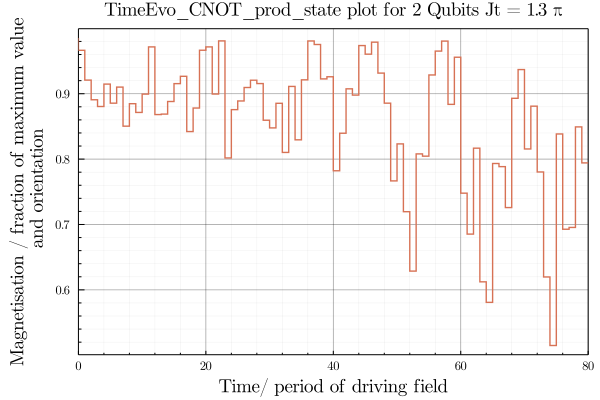 TimeEvo_CNOT_prod_state plot for 2 Qubits Jt = 1.3 π
Magnetisation / fraction of maximum value
and orientation
0.9
0.8
0.7
0.6
0 20 40 60 80
Time/ period of driving field